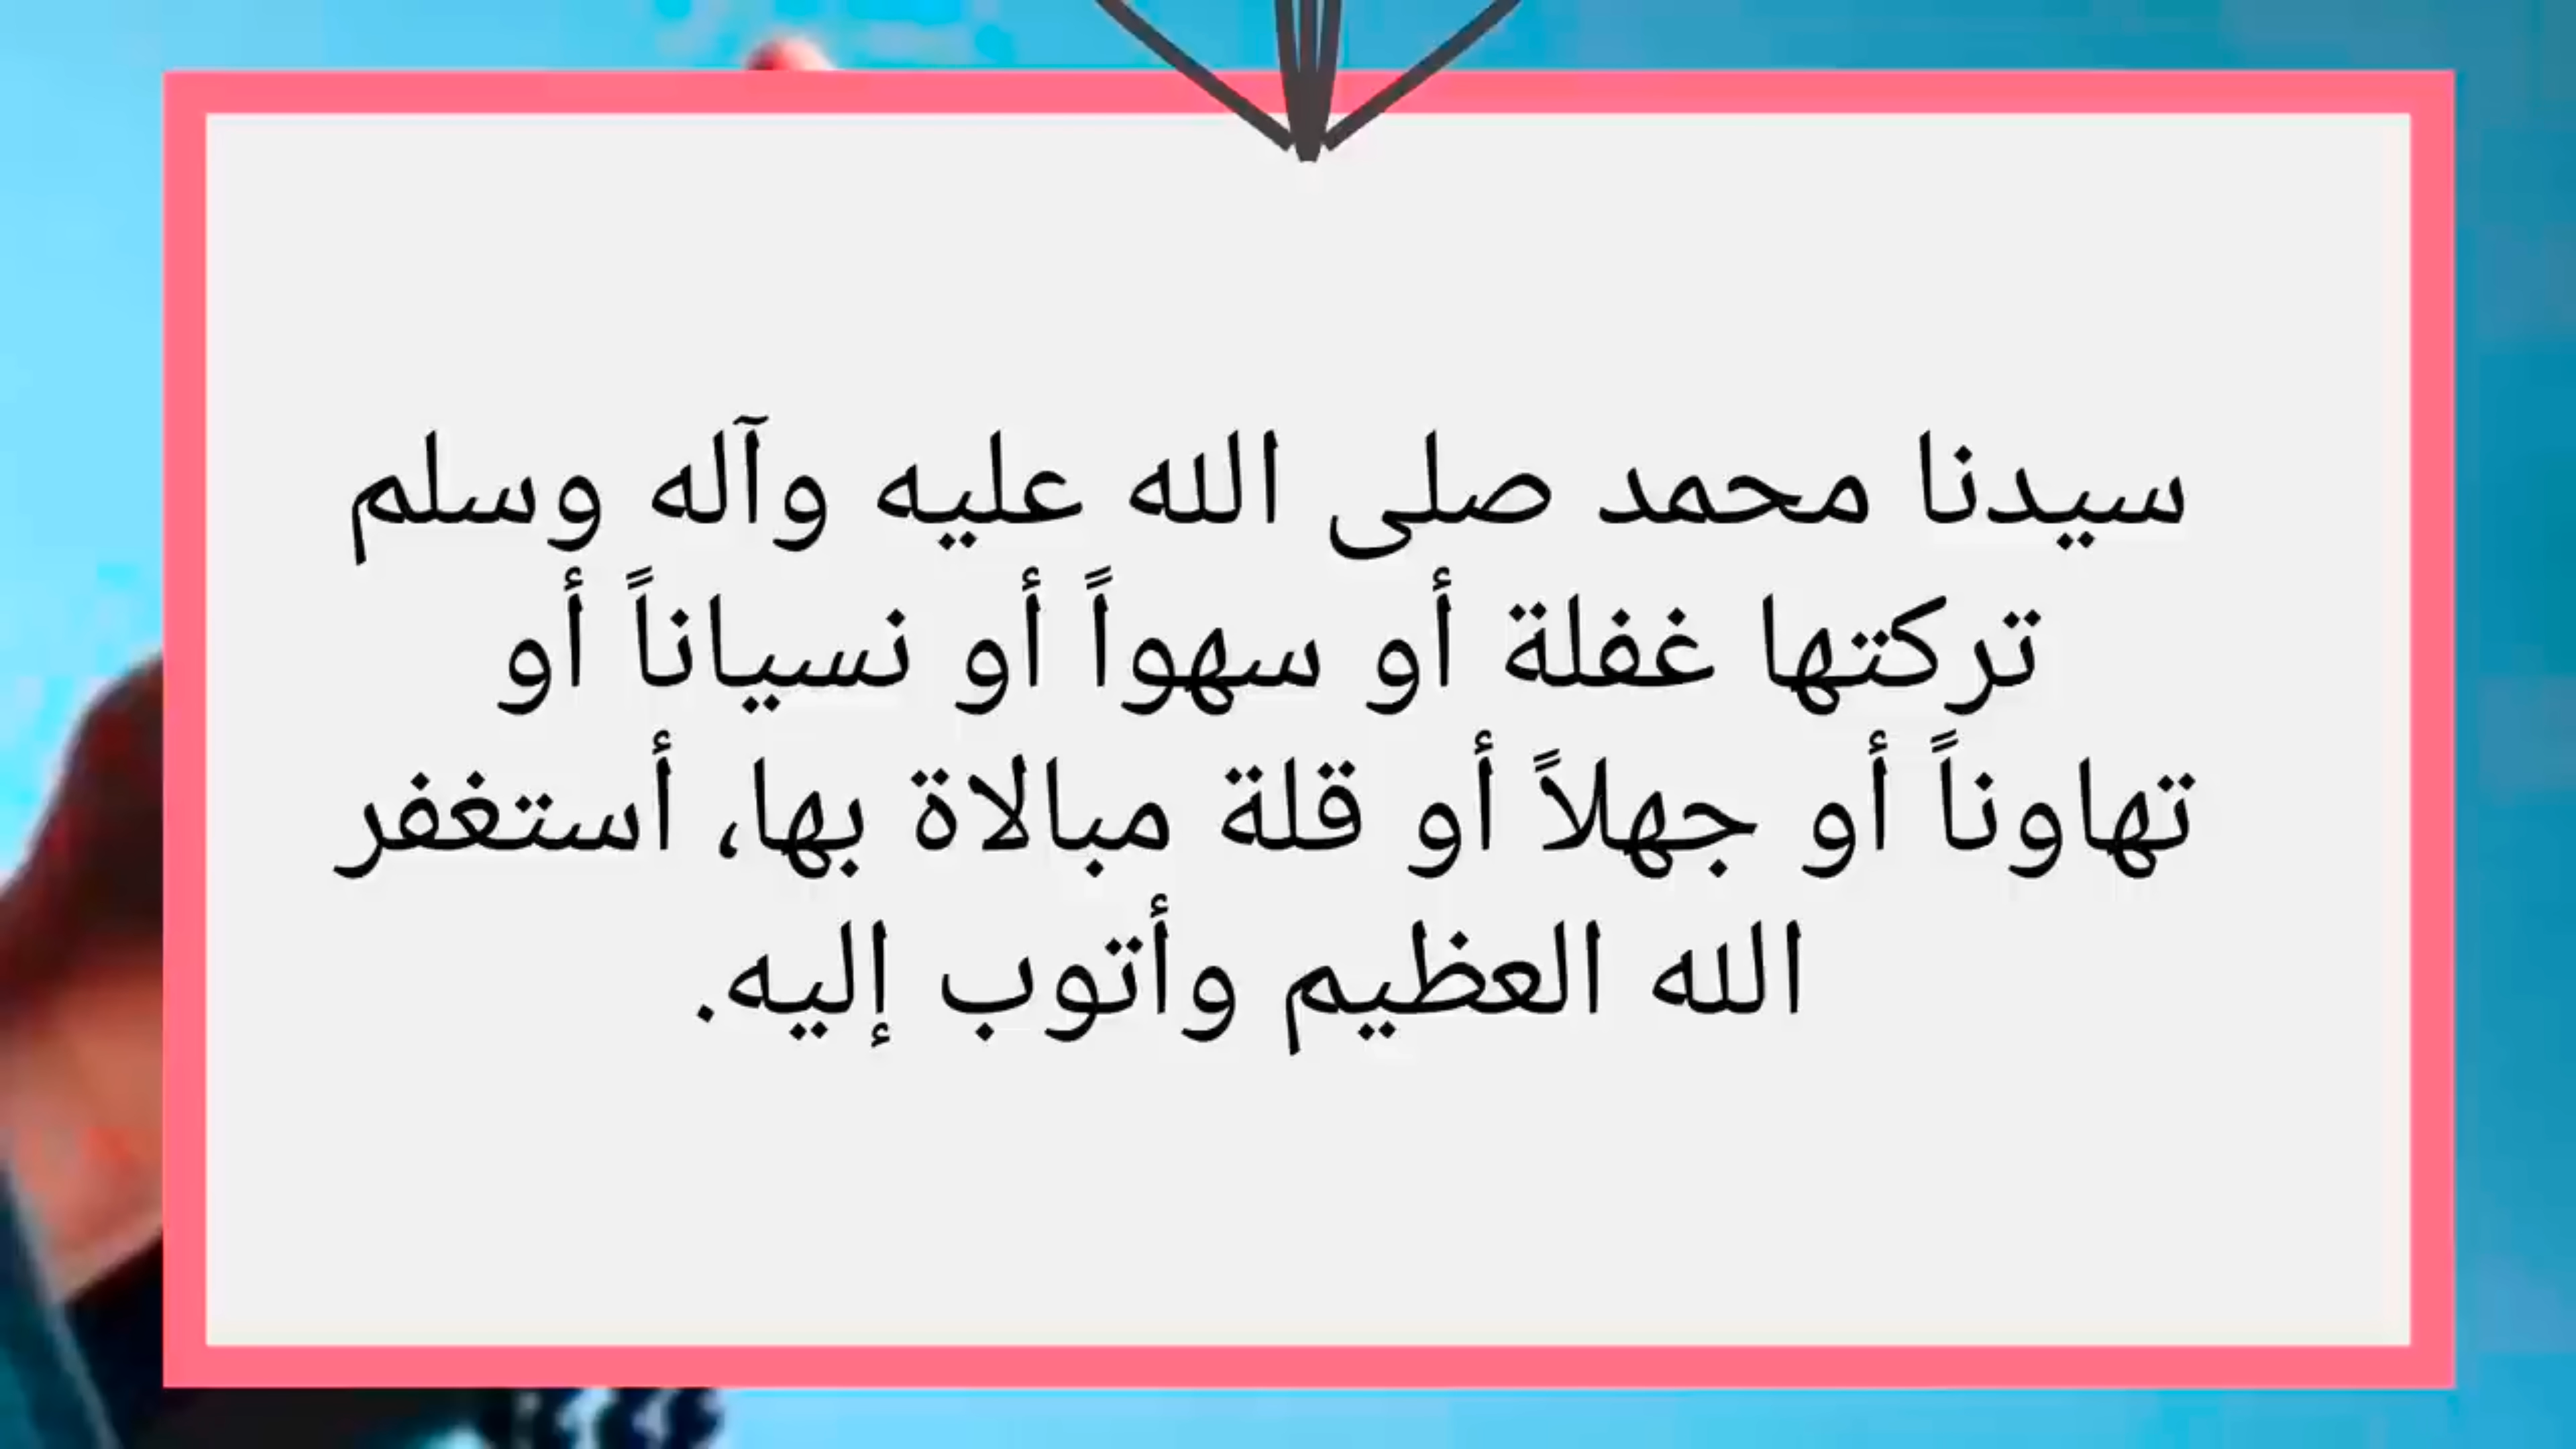 سيدنا محمد صلى الله عليه وآله وسلم
تركتها غفلة أو سهواً أو نسياناً أو
تهاوناً أو جهلاً أو قلة مبالاة بها، أستغفر
الله العظيم وأتوب إليه.